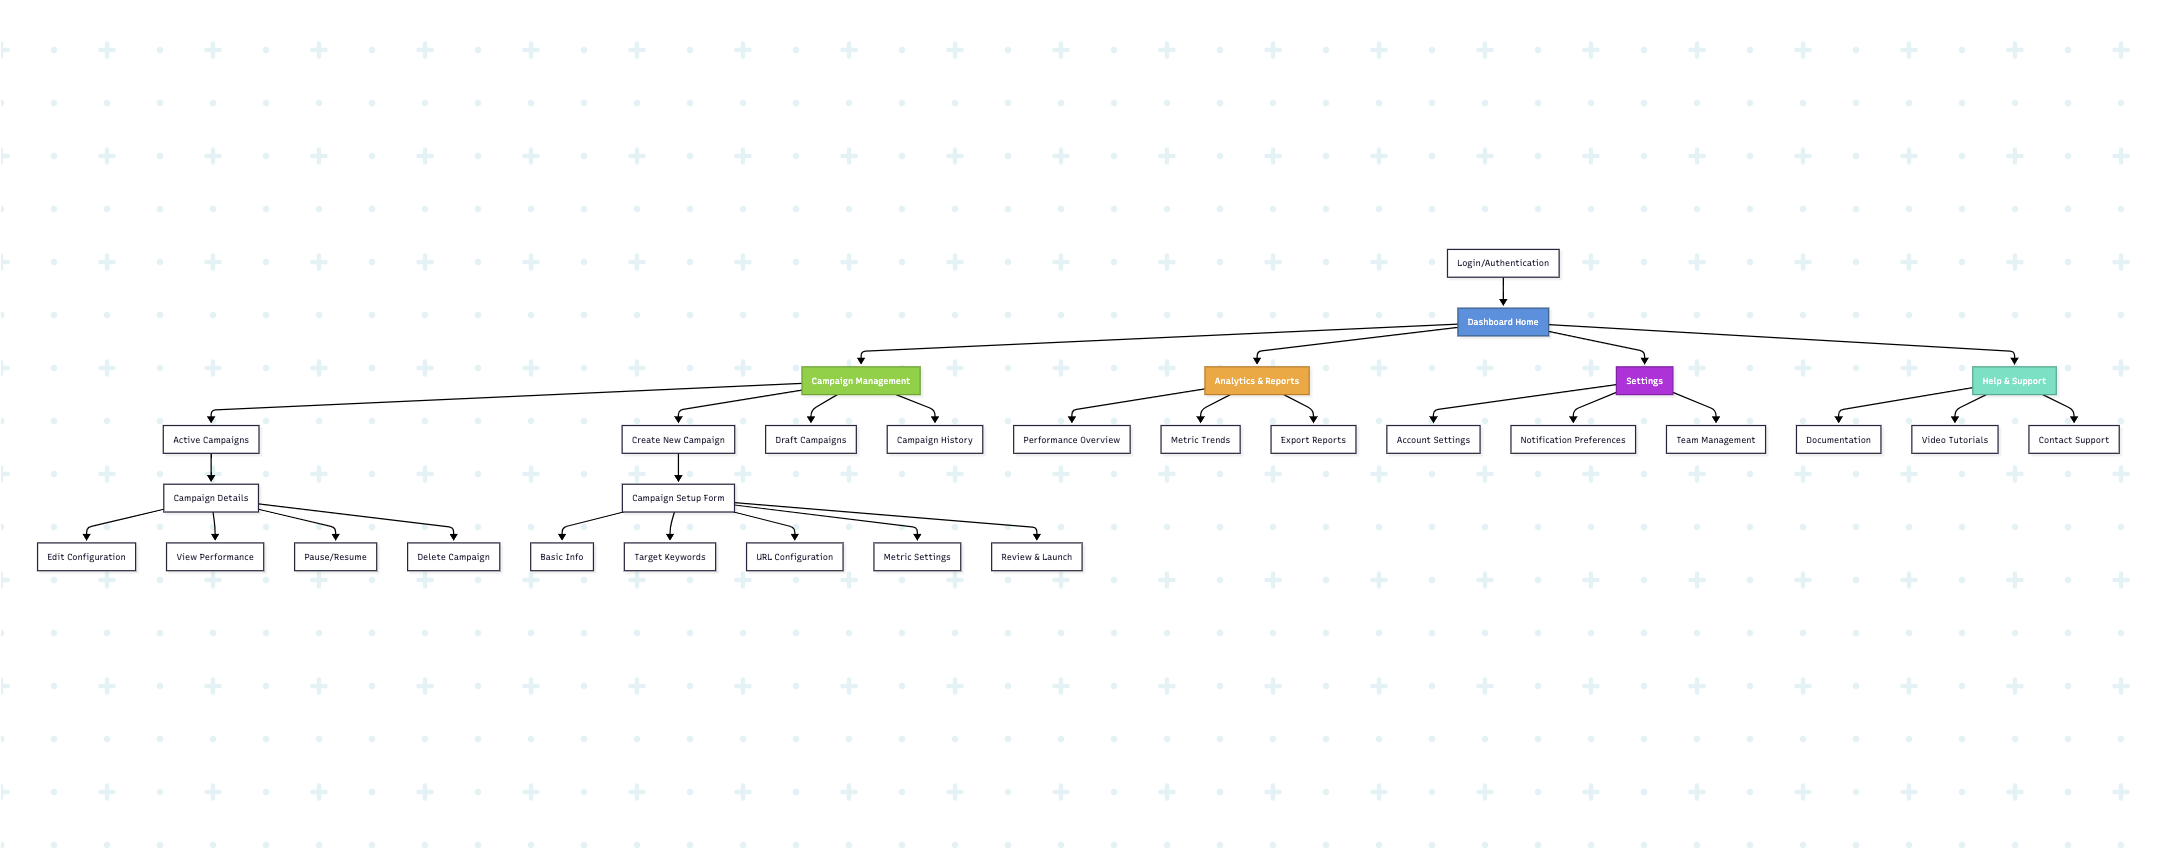 Login/Authentication
Dashboard Home
Campaign Management
Analytics & Reports
Settings
Help & Support
Active Campaigns
Create New Campaign
Draft Campaigns
Campaign History
Performance Overview
Metric Trends
Export Reports
Account Settings
Notification Preferences
Team Management
Documentation
Video Tutorials
Contact Support
Campaign Details
Campaign Setup Form
Edit Configuration
View Performance
Pause/Resume
Delete Campaign
Basic Info
Target Keywords
URL Configuration
Metric Settings
Review & Launch